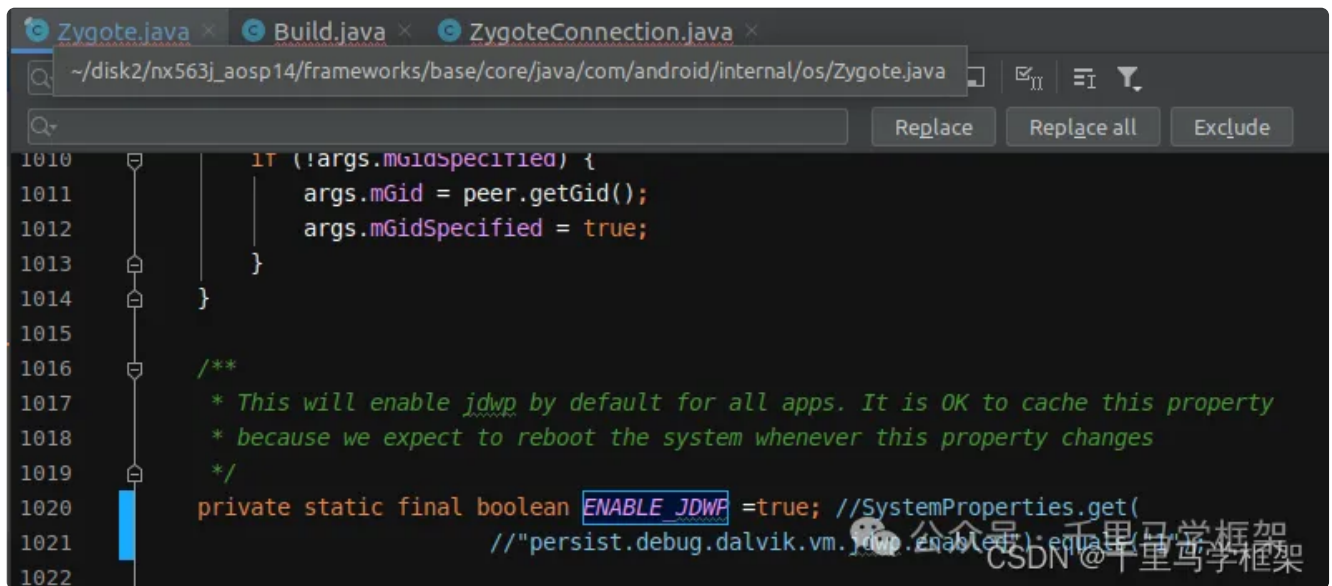 Zygote.java × Build.java × ZygoteConnection.java ×
~/disk2/nx563j_aosp14/frameworks/base/core/java/com/android/internal/os/Zygote.java
Replace Replace all Exclude
1010 if (!args.mGidSpecified) {
1011 args.mGid = peer.getGid();
1012 args.mGidSpecified = true;
1013 }
1014 }
1015
1016 /**
1017 * This will enable jdwp by default for all apps. It is OK to cache this property
1018 * because we expect to reboot the system whenever this property changes
1019 */
1020 private static final boolean ENABLE_JDWP =true; //SystemProperties.get(
1021 //"persist.debug.dalvik.vm.jdwp.enabled").equals("1");
公众号 · 千里马学框架
CSDN @千里马学框架
1022